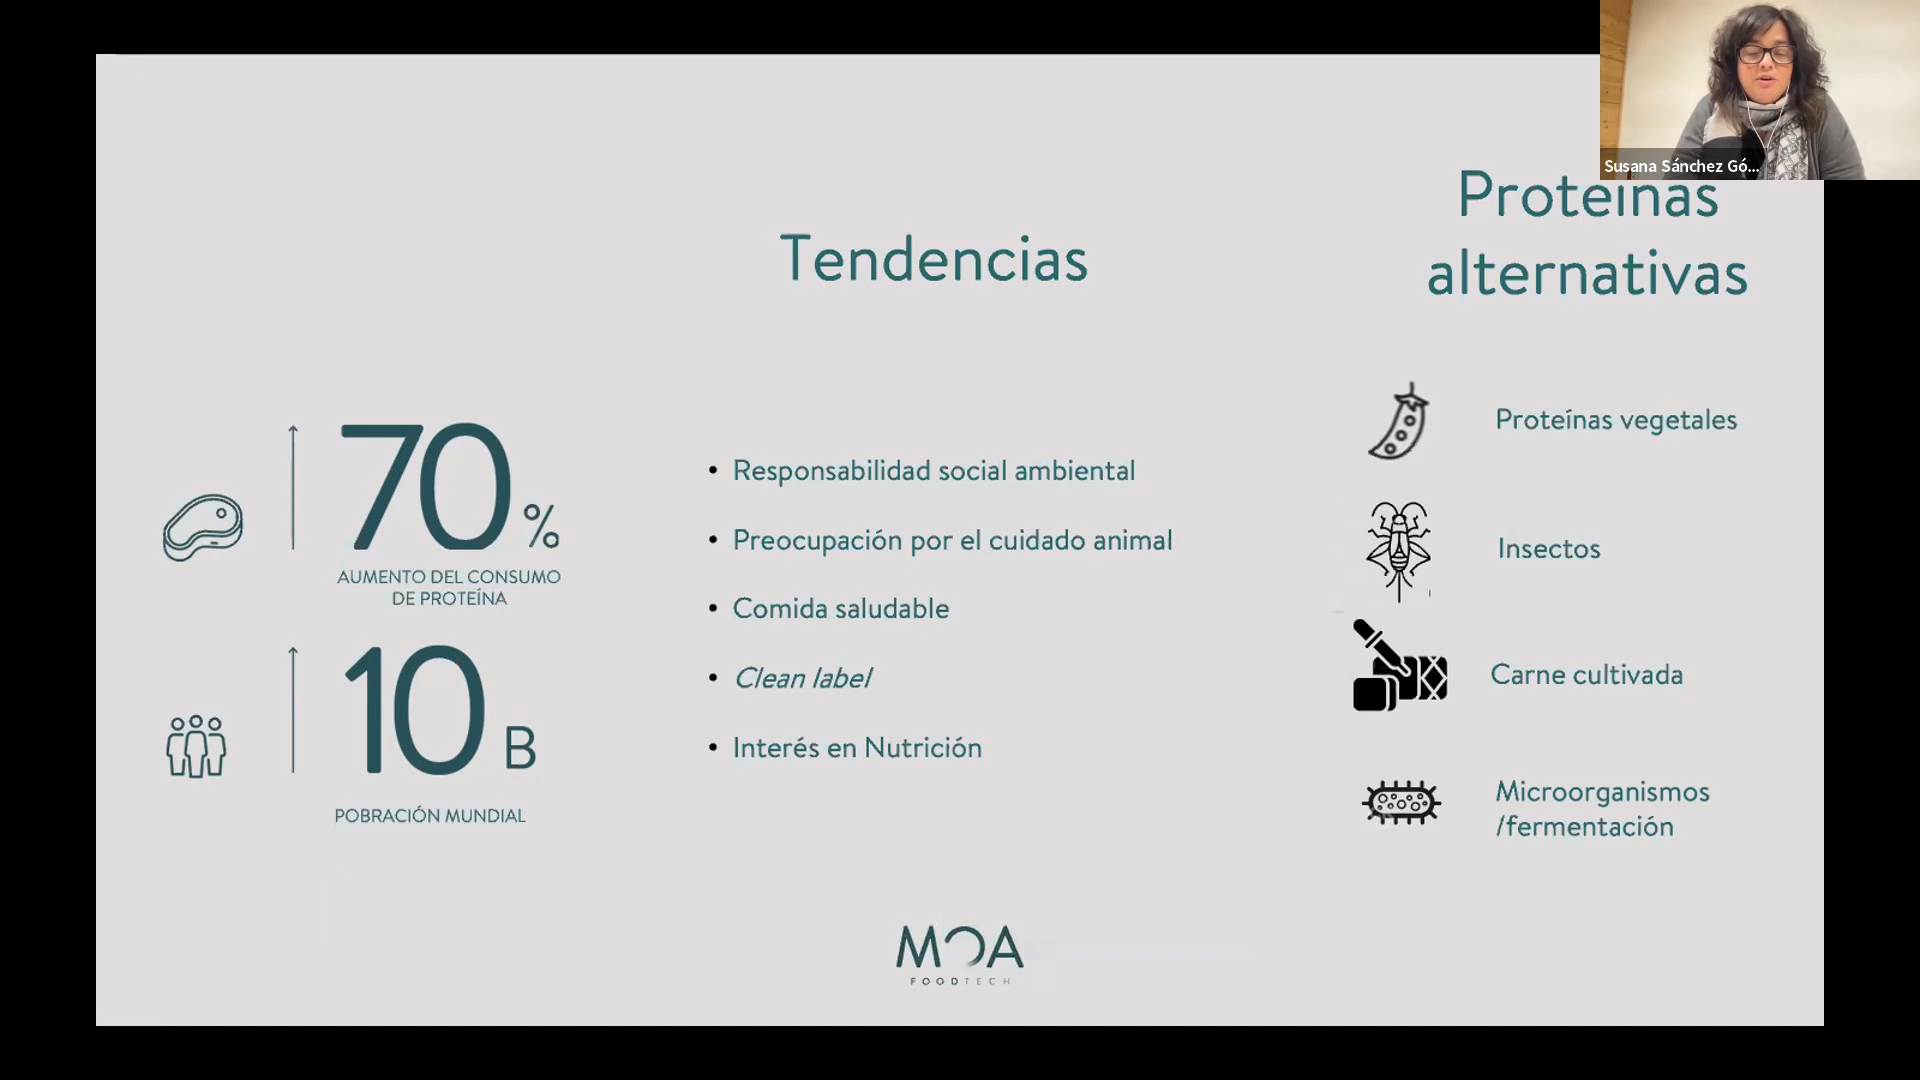 Susana Sánchez Gó...
Tendencias
Proteínas
alternativas
70%
AUMENTO DEL CONSUMO
DE PROTEÍNA
10 B
POBRACIÓN MUNDIAL
• Responsabilidad social ambiental
• Preocupación por el cuidado animal
• Comida saludable
• Clean label
• Interés en Nutrición
Proteínas vegetales
Insectos
Carne cultivada
Microorganismos
/fermentación
MOA
FOODTECH